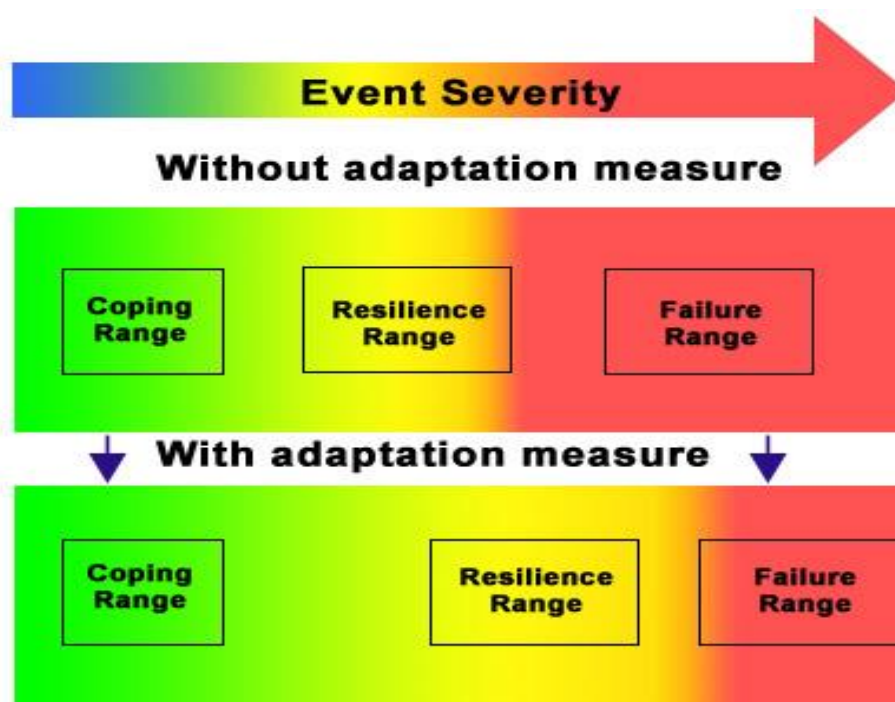 Event Severity
Without adaptation measure
Coping
Range
Resilience
Range
Failure
Range
With adaptation measure
Coping
Range
Resilience
Range
Failure
Range